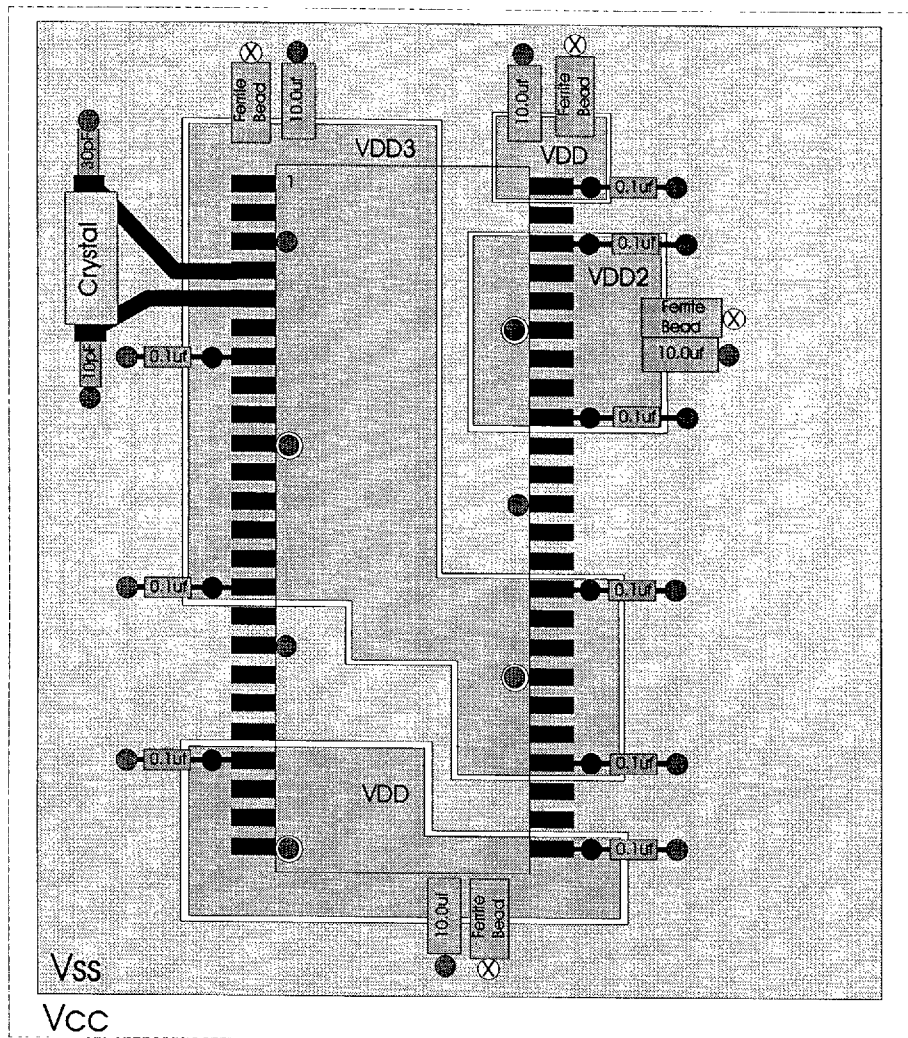 Ferrite
Bead
10.0uf
10.0uf
Ferrite
Bead
30pF
VDD3
VDD
1
0.1uf
0.1uf
Crystal
VDD2
Ferrite
Bead
10.0uf
10pF
0.1uf
0.1uf
0.1uf
0.1uf
0.1uf
0.1uf
VDD
0.1uf
10.0uf
Ferrite
Bead
Vss
Vcc